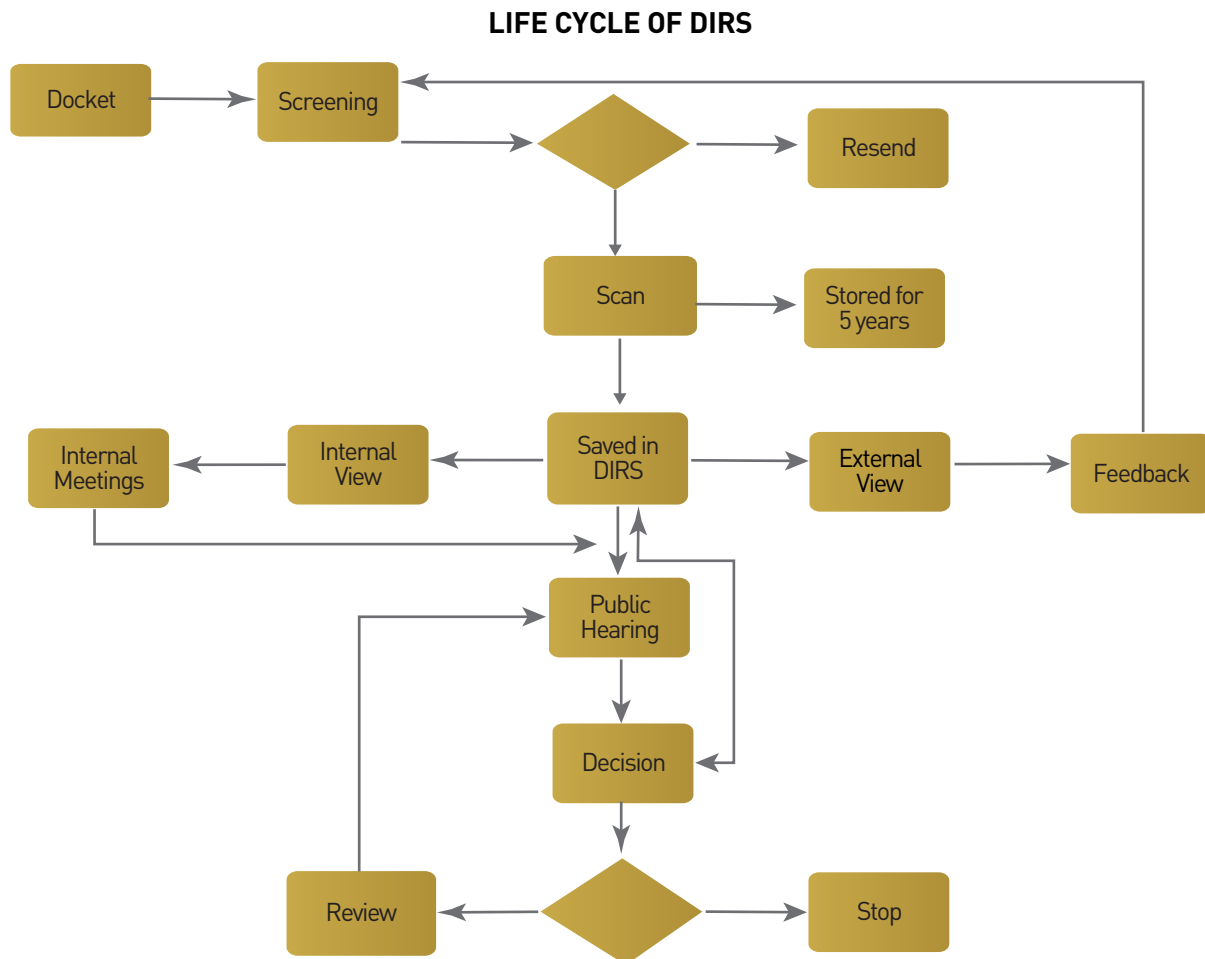 LIFE CYCLE OF DIRS
Docket
Screening
Resend
Scan
Stored for
5 years
Internal
Meetings
Internal
View
Saved in
DIRS
External
View
Feedback
Public
Hearing
Decision
Review
Stop